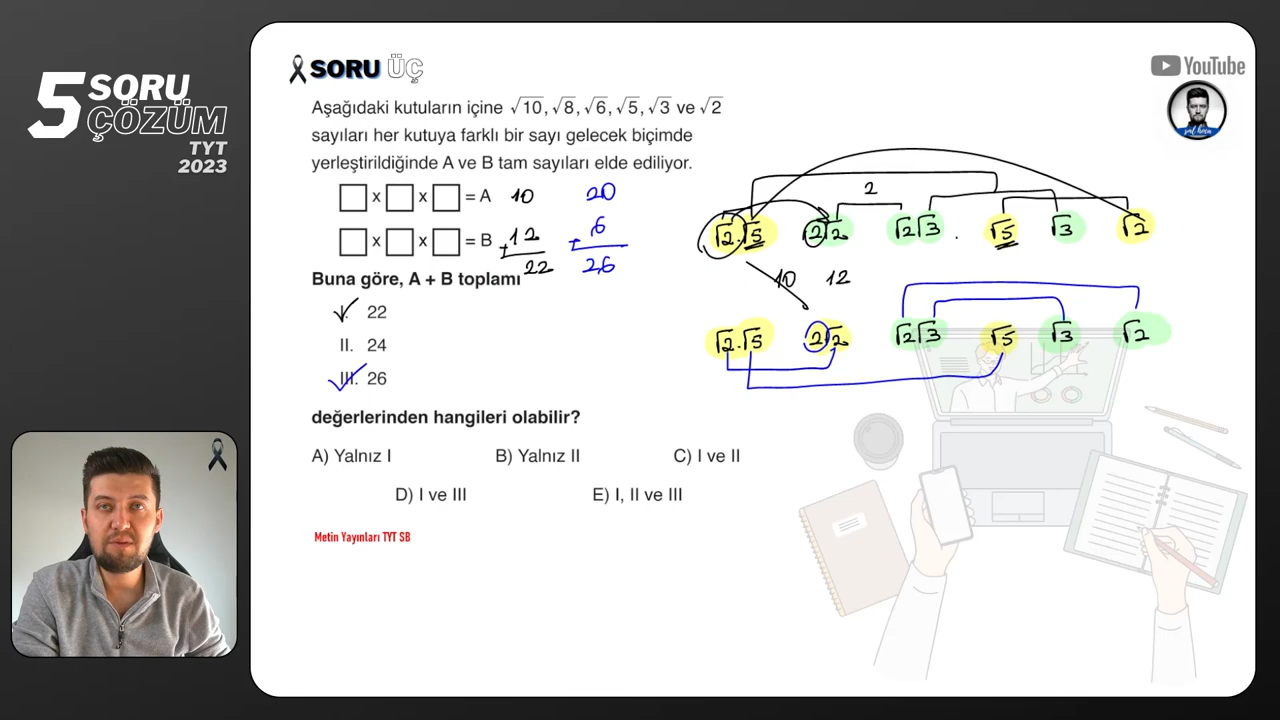 5 SORU
ÇÖZÜM
TYT
2023
SORU ÜÇ
YouTube
Aşağıdaki kutuların içine √10, √8, √6, √5, √3 ve √2
sayıları her kutuya farklı bir sayı gelecek biçimde
yerleştirildiğinde A ve B tam sayıları elde ediliyor.
□ x □ x □ = A 10 20
□ x □ x □ = B +12 +6
22 26
Buna göre, A + B toplamı
I. 22
II. 24
III. 26
değerlerinden hangileri olabilir?
A) Yalnız I B) Yalnız II C) I ve II
D) I ve III E) I, II ve III
Metin Yayınları TYT SB
2
√2.√5 2√2 √2√3 . √5 √3 √2
10 12
√2.√5 2√2 √2√3 √5 √3 √2